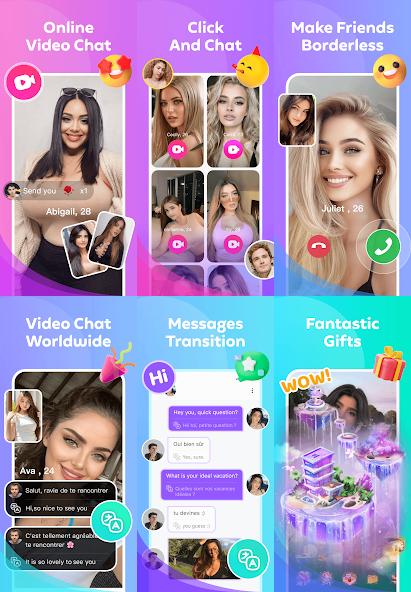 Online
Video Chat
Send you x1
Abigail, 28
Click
And Chat
Cecily, 26
Make Friends
Borderless
Juliet , 26
Video Chat
Worldwide
Ava , 24
Salut, ravie de te rencontrer
Hi,so nice to see you
C'est tellement agréable
te rencontrer
It is so lovely to see you
Messages
Transition
Hi
Hey you, quick question?
Hé toi, petite question ?
Oui bien sûr
Yes, sure.
What is your ideal vacation?
Quelles sont vos vacances
idéales ?
tu devines :)
you guess :)
Fantastic
Gifts
WOW!